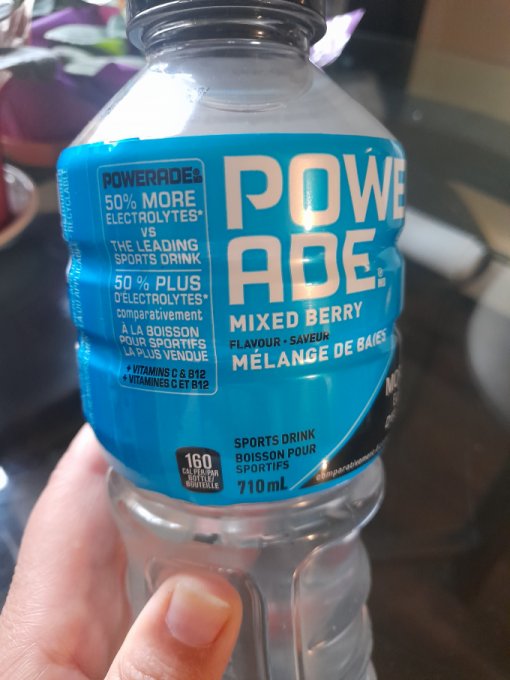 POWERADE
50% MORE
ELECTROLYTES*
VS
THE LEADING
SPORTS DRINK
50 % PLUS
D'ÉLECTROLYTES*
comparativement
À LA BOISSON
POUR SPORTIFS
LA PLUS VENDUE
+ VITAMINS C & B12
+ VITAMINES C ET B12
160
CAL PER/PAR
BOTTLE/
BOUTEILLE
POWE
ADE
MIXED BERRY
FLAVOUR • SAVEUR
MÉLANGE DE BAIES
SPORTS DRINK
BOISSON POUR
SPORTIFS
710 mL
comparativement